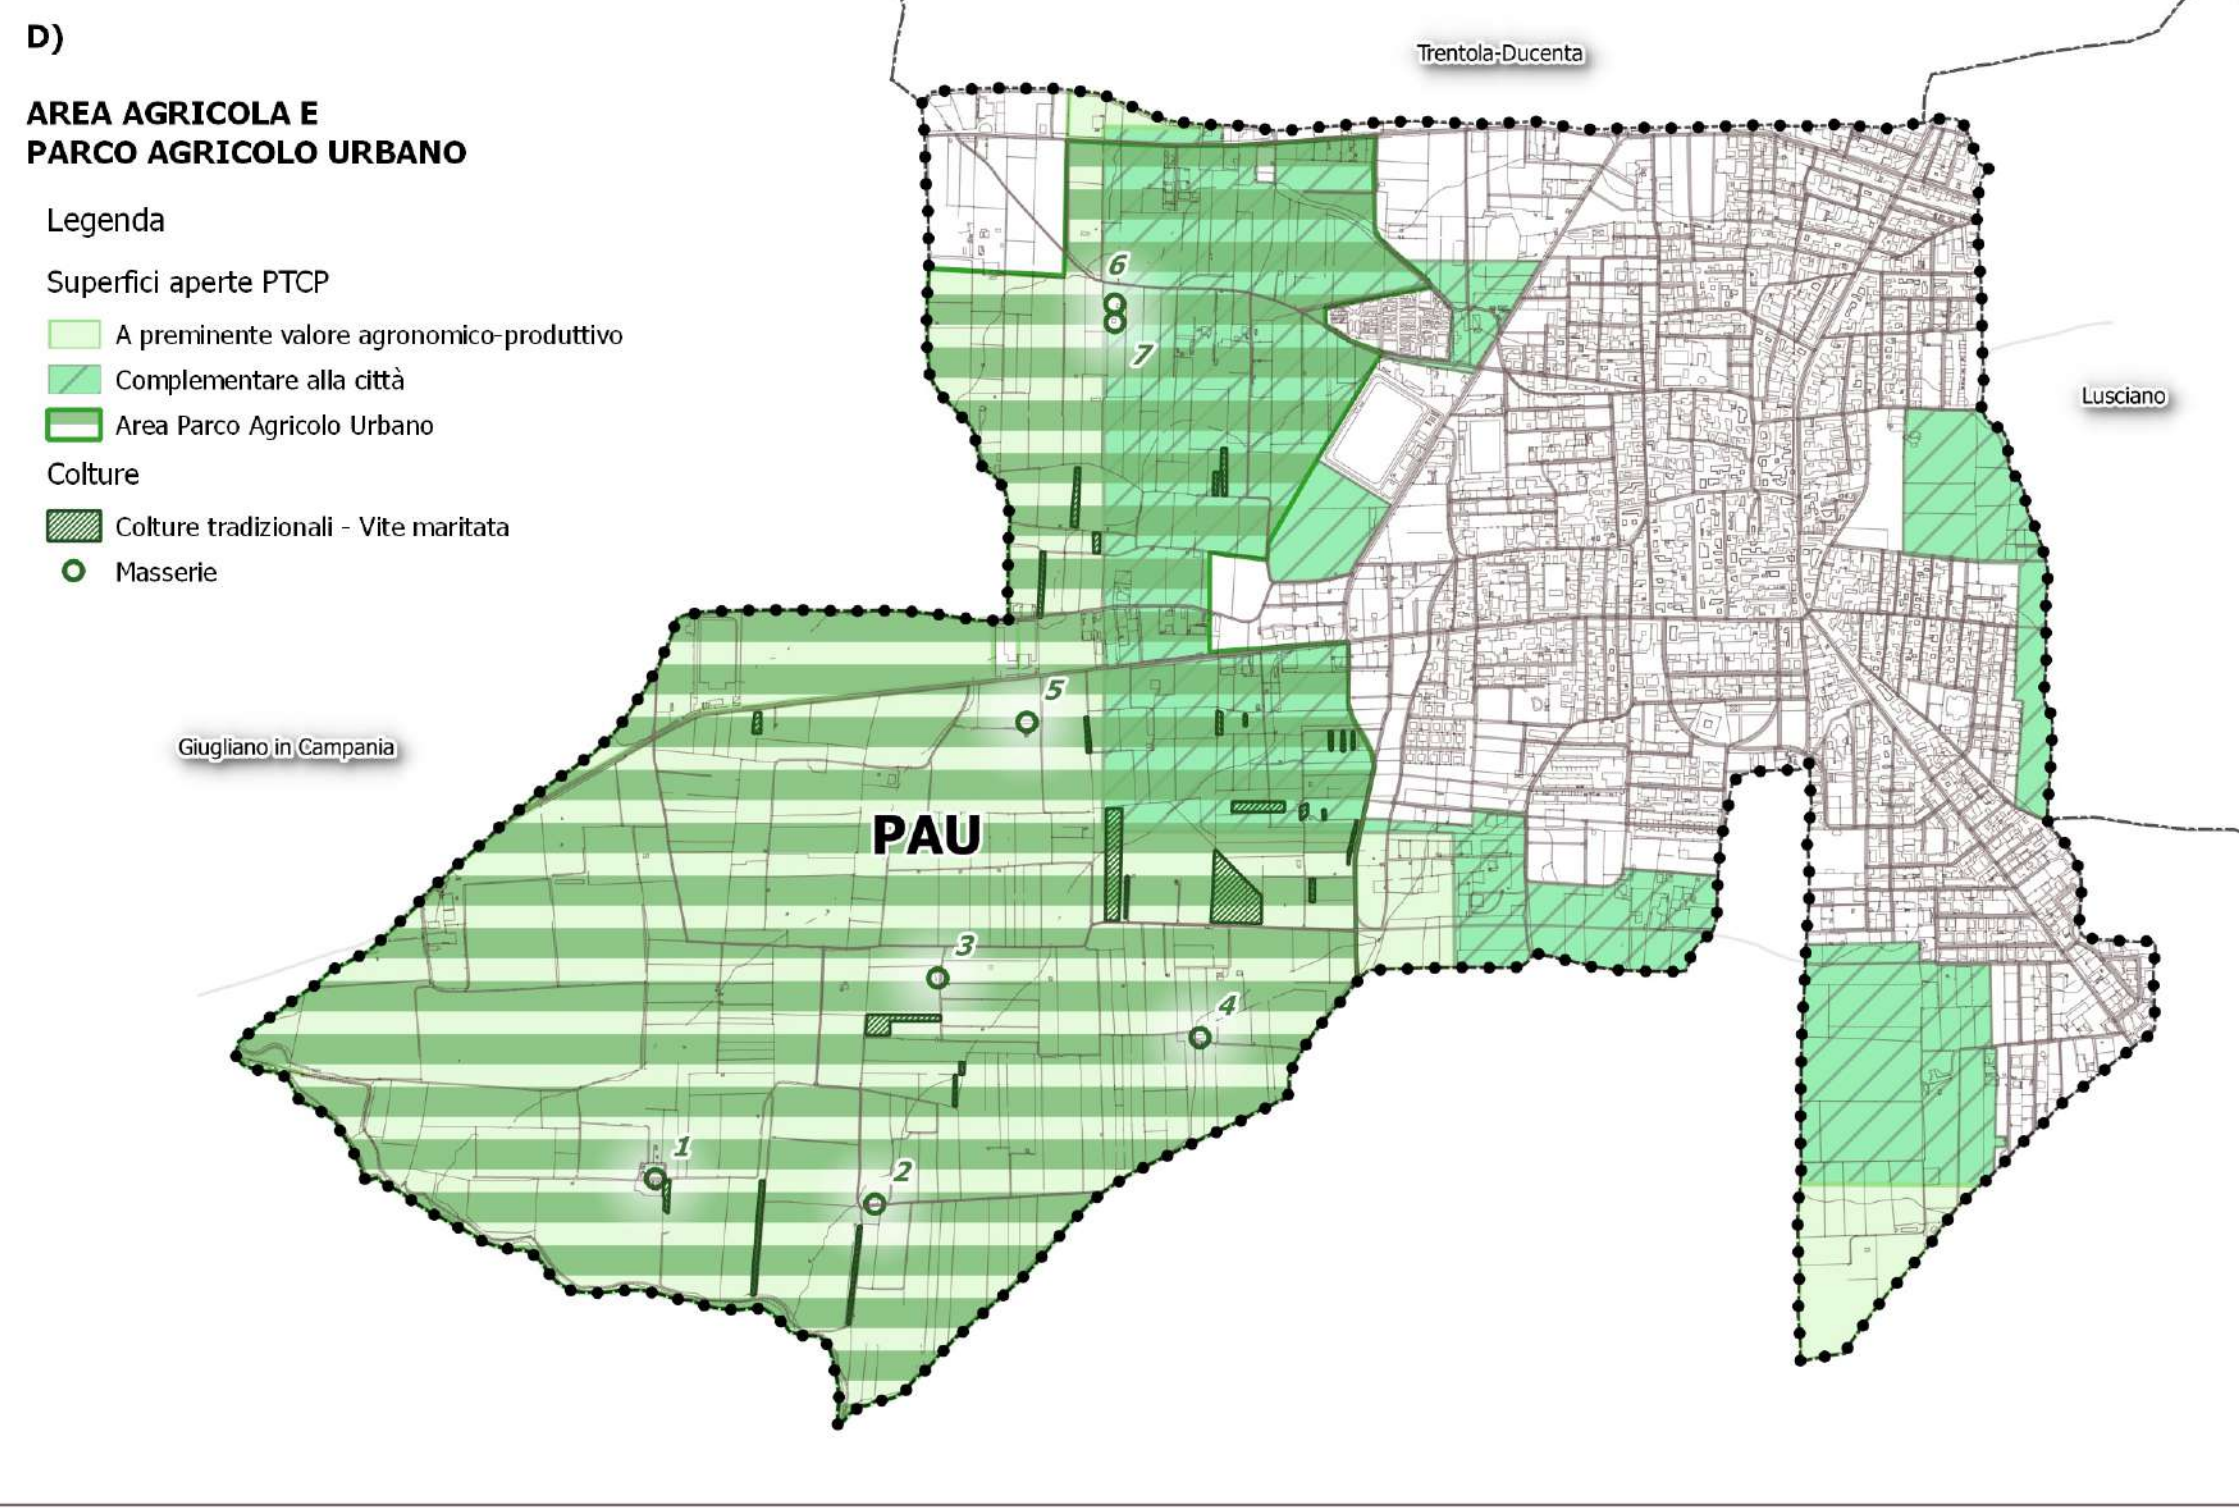 D)
AREA AGRICOLA E
PARCO AGRICOLO URBANO
Legenda
Superfici aperte PTCP
A preminente valore agronomico-produttivo
Complementare alla città
Area Parco Agricolo Urbano
Colture
Colture tradizionali - Vite maritata
Masserie
Trentola-Ducenta
Lusciano
Giugliano in Campania
6
7
5
PAU
3
4
1
2